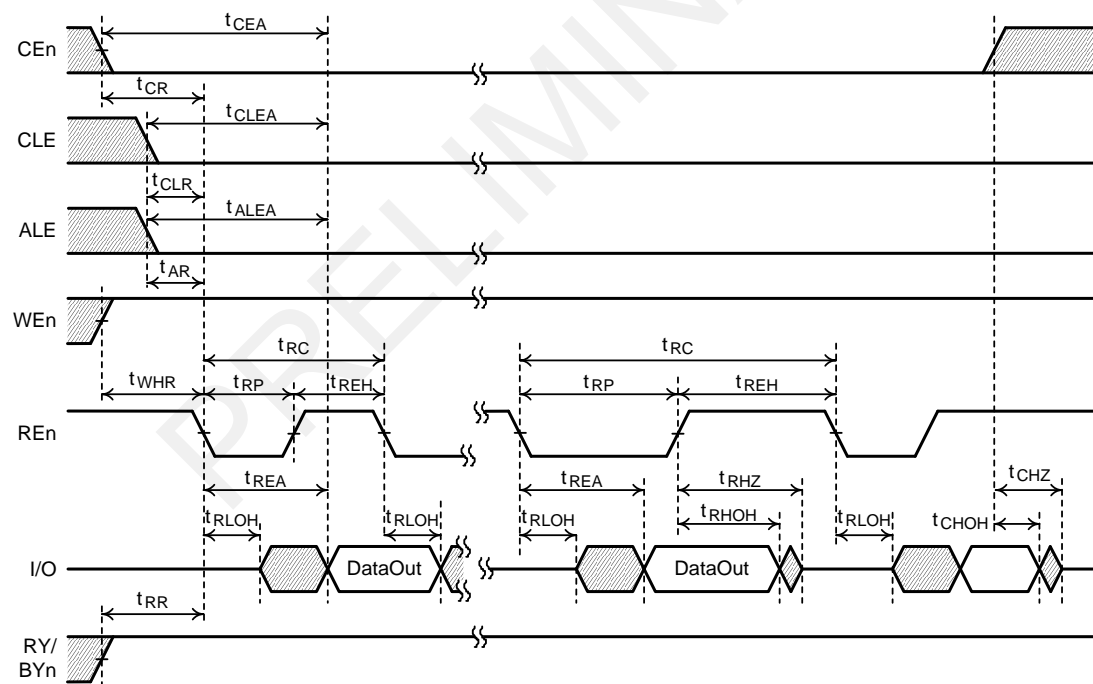 PRELIMINA
tCEA
CEn
tCR
tCLEA
CLE
tCLR
tALEA
ALE
tAR
WEn
tRC
tRC
tWHR
tRP
tREH
tRP
tREH
REn
tREA
tREA
tRHZ
tCHZ
tRLOH
tRLOH
tRLOH
tRHOH
tRLOH
tCHOH
I/O
DataOut
DataOut
tRR
RY/
BYn